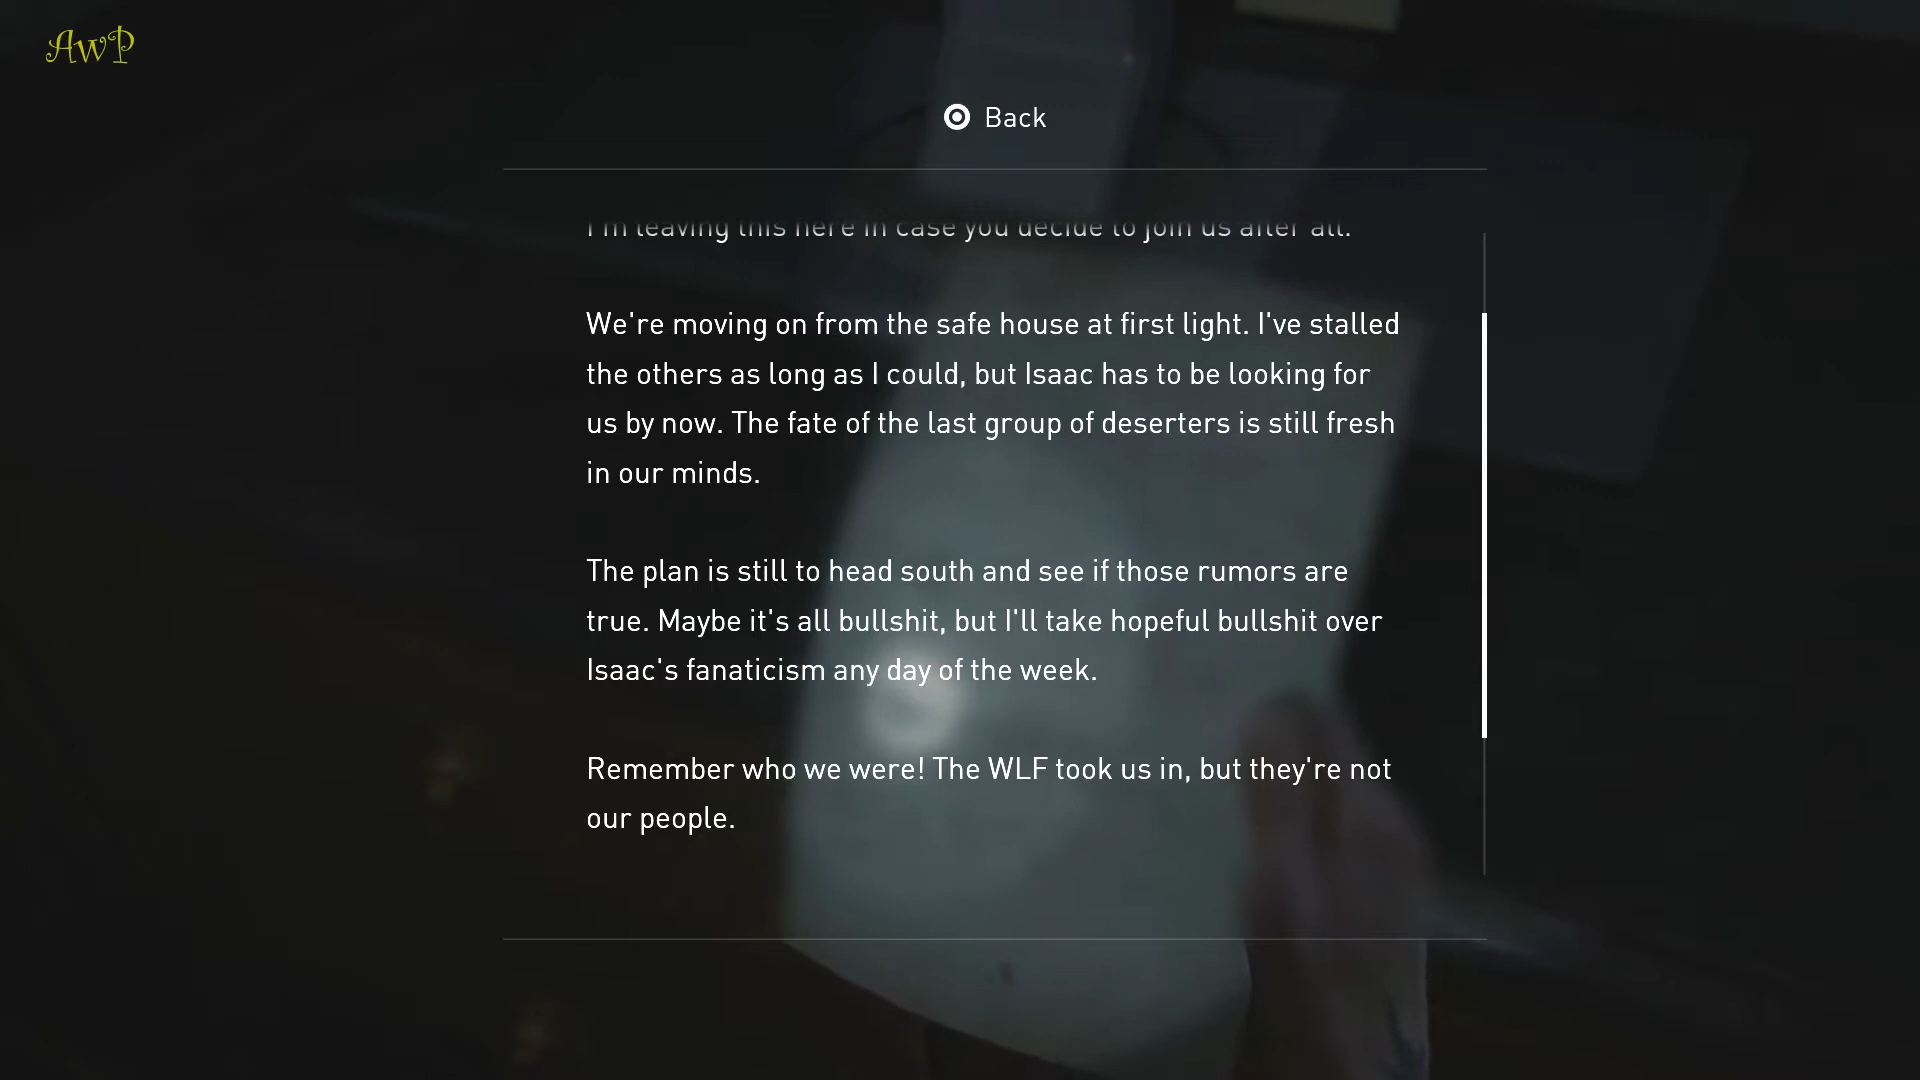 AwP
Back
I'm leaving this here in case you decide to join us after all.
We're moving on from the safe house at first light. I've stalled
the others as long as I could, but Isaac has to be looking for
us by now. The fate of the last group of deserters is still fresh
in our minds.
The plan is still to head south and see if those rumors are
true. Maybe it's all bullshit, but I'll take hopeful bullshit over
Isaac's fanaticism any day of the week.
Remember who we were! The WLF took us in, but they're not
our people.